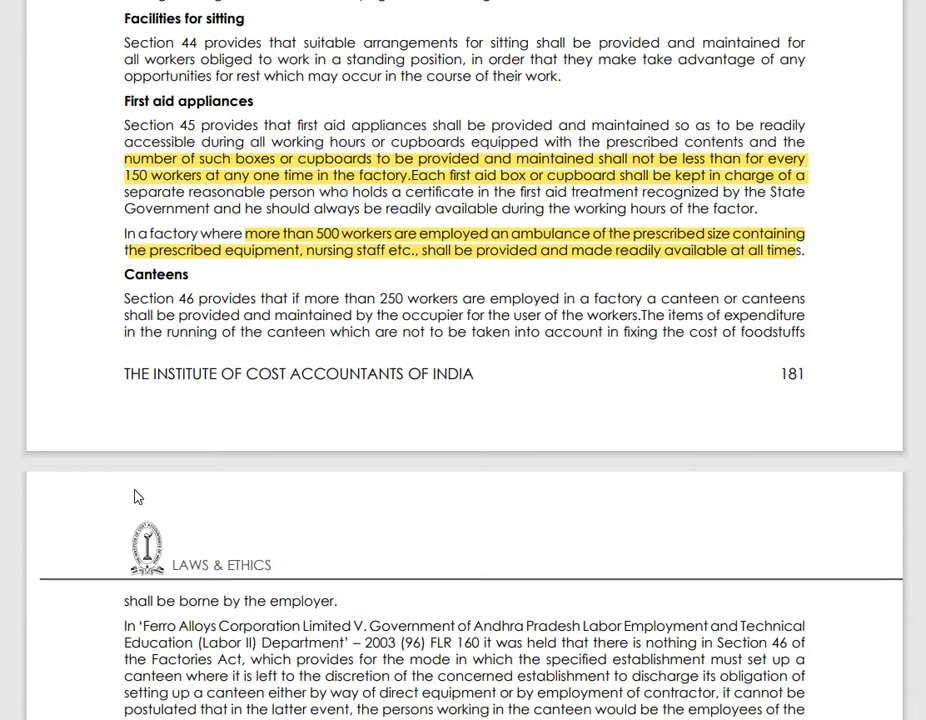 Facilities for sitting
Section 44 provides that suitable arrangements for sitting shall be provided and maintained for
all workers obliged to work in a standing position, in order that they make take advantage of any
opportunities for rest which may occur in the course of their work.
First aid appliances
Section 45 provides that first aid appliances shall be provided and maintained so as to be readily
accessible during all working hours or cupboards equipped with the prescribed contents and the
number of such boxes or cupboards to be provided and maintained shall not be less than for every
150 workers at any one time in the factory.Each first aid box or cupboard shall be kept in charge of a
separate reasonable person who holds a certificate in the first aid treatment recognized by the State
Government and he should always be readily available during the working hours of the factor.
In a factory where more than 500 workers are employed an ambulance of the prescribed size containing
the prescribed equipment, nursing staff etc., shall be provided and made readily available at all times.
Canteens
Section 46 provides that if more than 250 workers are employed in a factory a canteen or canteens
shall be provided and maintained by the occupier for the user of the workers.The items of expenditure
in the running of the canteen which are not to be taken into account in fixing the cost of foodstuffs
THE INSTITUTE OF COST ACCOUNTANTS OF INDIA 181
LAWS & ETHICS
shall be borne by the employer.
In ‘Ferro Alloys Corporation Limited V. Government of Andhra Pradesh Labor Employment and Technical
Education (Labor II) Department’ – 2003 (96) FLR 160 it was held that there is nothing in Section 46 of
the Factories Act, which provides for the mode in which the specified establishment must set up a
canteen where it is left to the discretion of the concerned establishment to discharge its obligation of
setting up a canteen either by way of direct equipment or by employment of contractor, it cannot be
postulated that in the latter event, the persons working in the canteen would be the employees of the